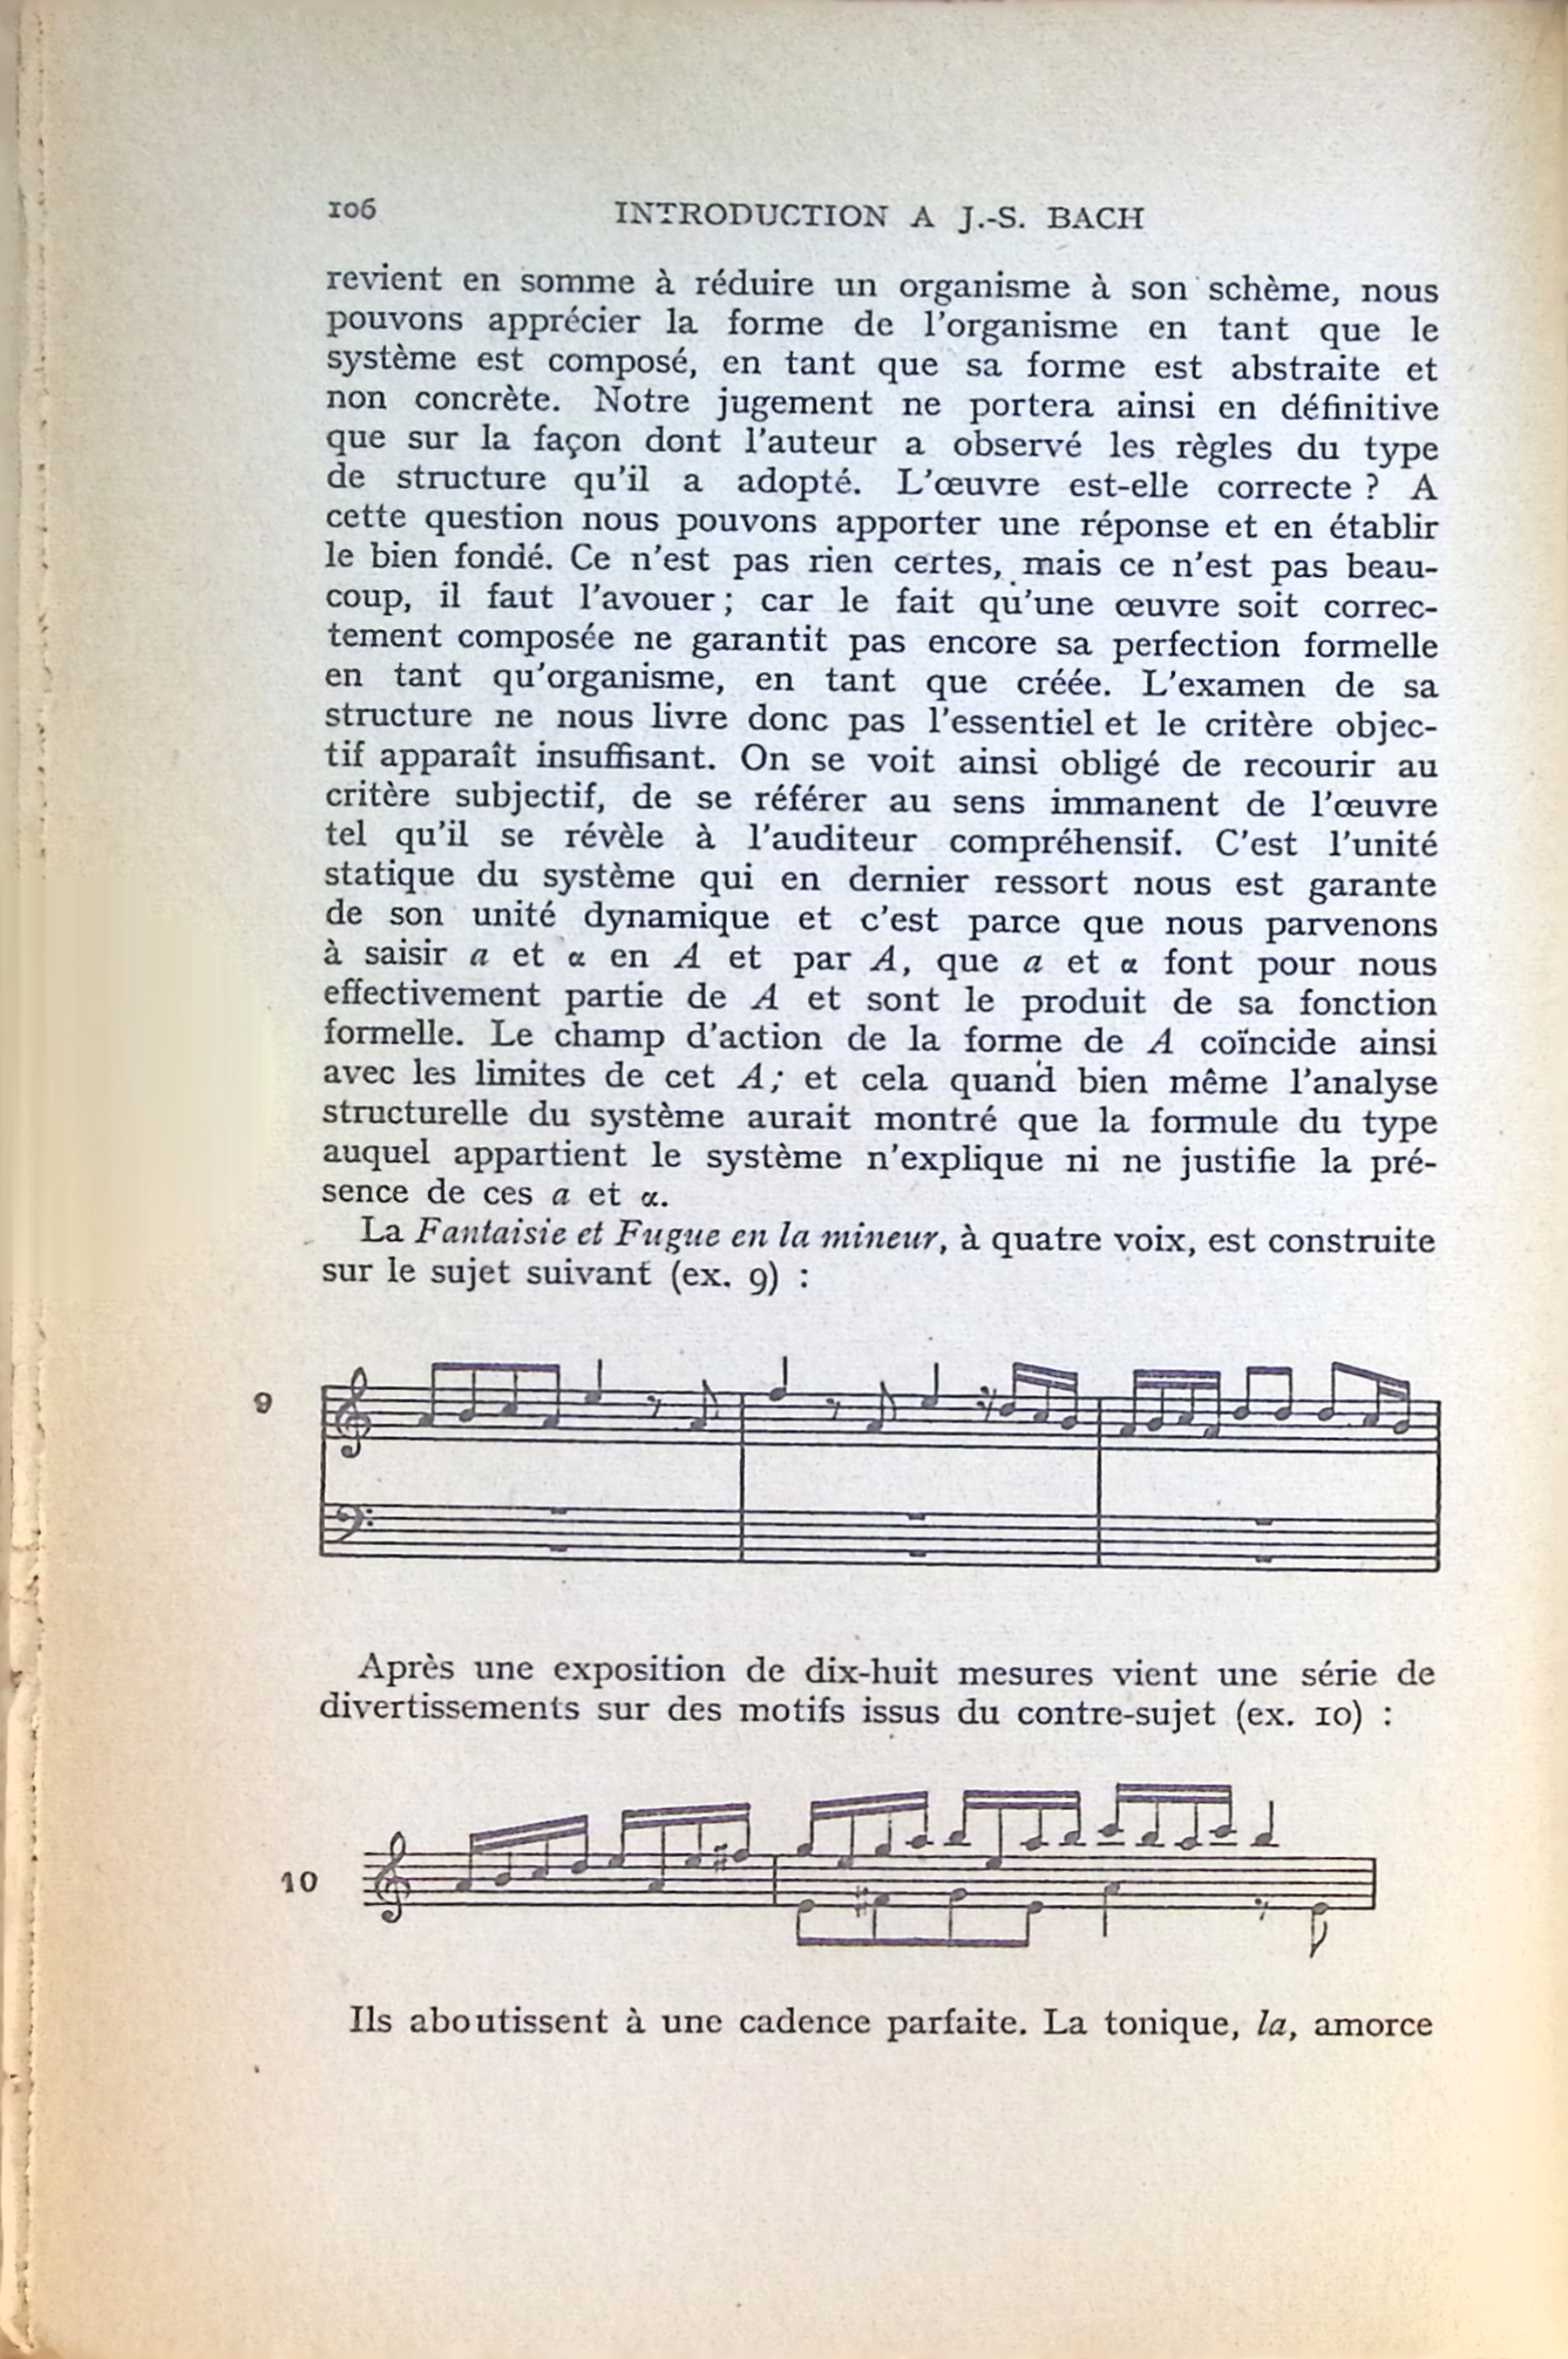 106 INTRODUCTION A J.-S. BACH
revient en somme à réduire un organisme à son schème, nous
pouvons apprécier la forme de l'organisme en tant que le
système est composé, en tant que sa forme est abstraite et
non concrète. Notre jugement ne portera ainsi en définitive
que sur la façon dont l'auteur a observé les règles du type
de structure qu'il a adopté. L'œuvre est-elle correcte ? A
cette question nous pouvons apporter une réponse et en établir
le bien fondé. Ce n'est pas rien certes, mais ce n'est pas beau-
coup, il faut l'avouer ; car le fait qu'une œuvre soit correc-
tement composée ne garantit pas encore sa perfection formelle
en tant qu'organisme, en tant que créée. L'examen de sa
structure ne nous livre donc pas l'essentiel et le critère objec-
tif apparaît insuffisant. On se voit ainsi obligé de recourir au
critère subjectif, de se référer au sens immanent de l'œuvre
tel qu'il se révèle à l'auditeur compréhensif. C'est l'unité
statique du système qui en dernier ressort nous est garante
de son unité dynamique et c'est parce que nous parvenons
à saisir a et α en A et par A, que a et α font pour nous
effectivement partie de A et sont le produit de sa fonction
formelle. Le champ d'action de la forme de A coïncide ainsi
avec les limites de cet A ; et cela quand bien même l'analyse
structurelle du système aurait montré que la formule du type
auquel appartient le système n'explique ni ne justifie la pré-
sence de ces a et α.
La Fantaisie et Fugue en la mineur, à quatre voix, est construite
sur le sujet suivant (ex. 9) :
9
Après une exposition de dix-huit mesures vient une série de
divertissements sur des motifs issus du contre-sujet (ex. 10) :
10
Ils aboutissent à une cadence parfaite. La tonique, la, amorce